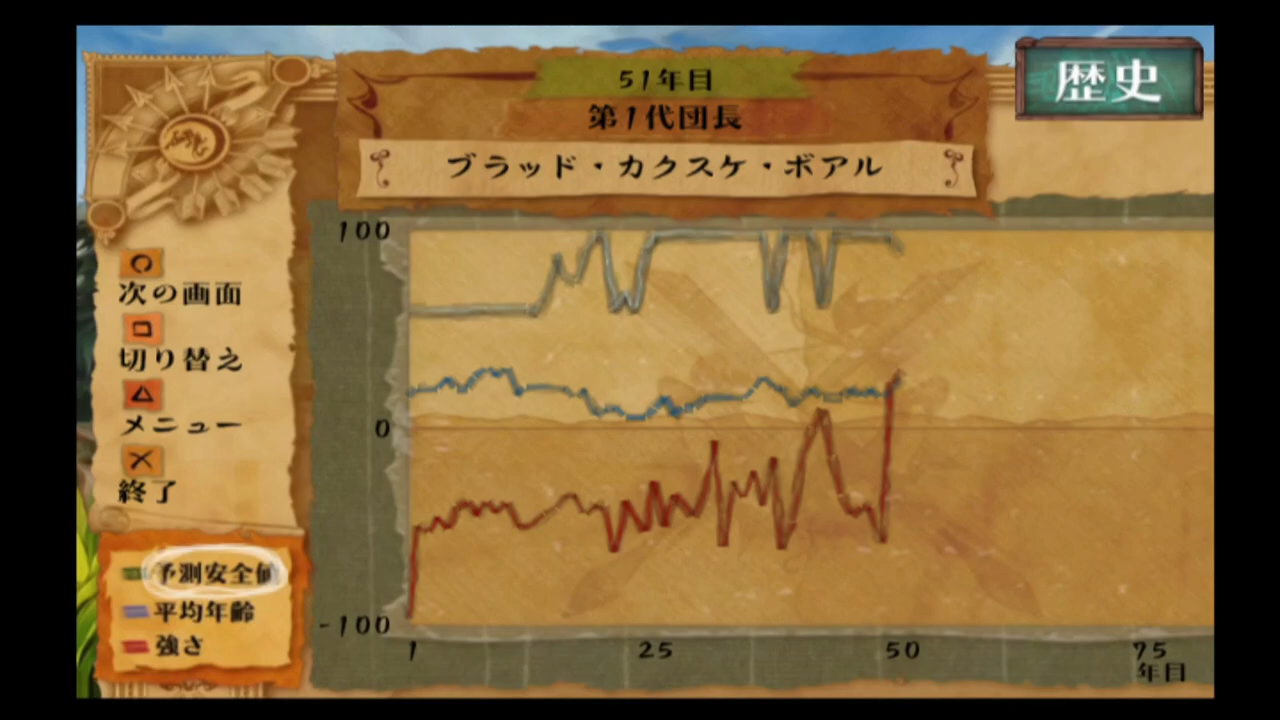 歴史
51年目
第1代団長
ブラッド・カクスケ・ボアル
次の画面
切り替え
メニュー
終了
予測安全値
平均年齢
強さ
100
0
-100
1 25 50 75
年目